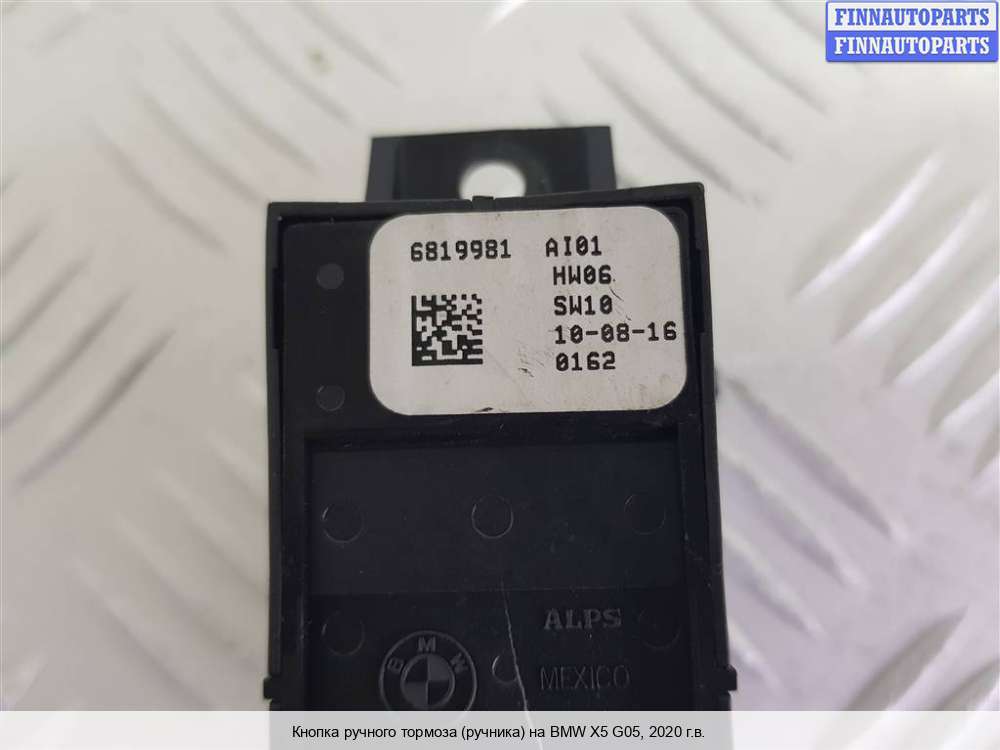 FINNAUTOPARTS
FINNAUTOPARTS
6819981 AI01
HW06
SW10
10-08-16
0162
ALPS
BMW
MEXICO
Кнопка ручного тормоза (ручника) на BMW X5 G05, 2020 г.в.